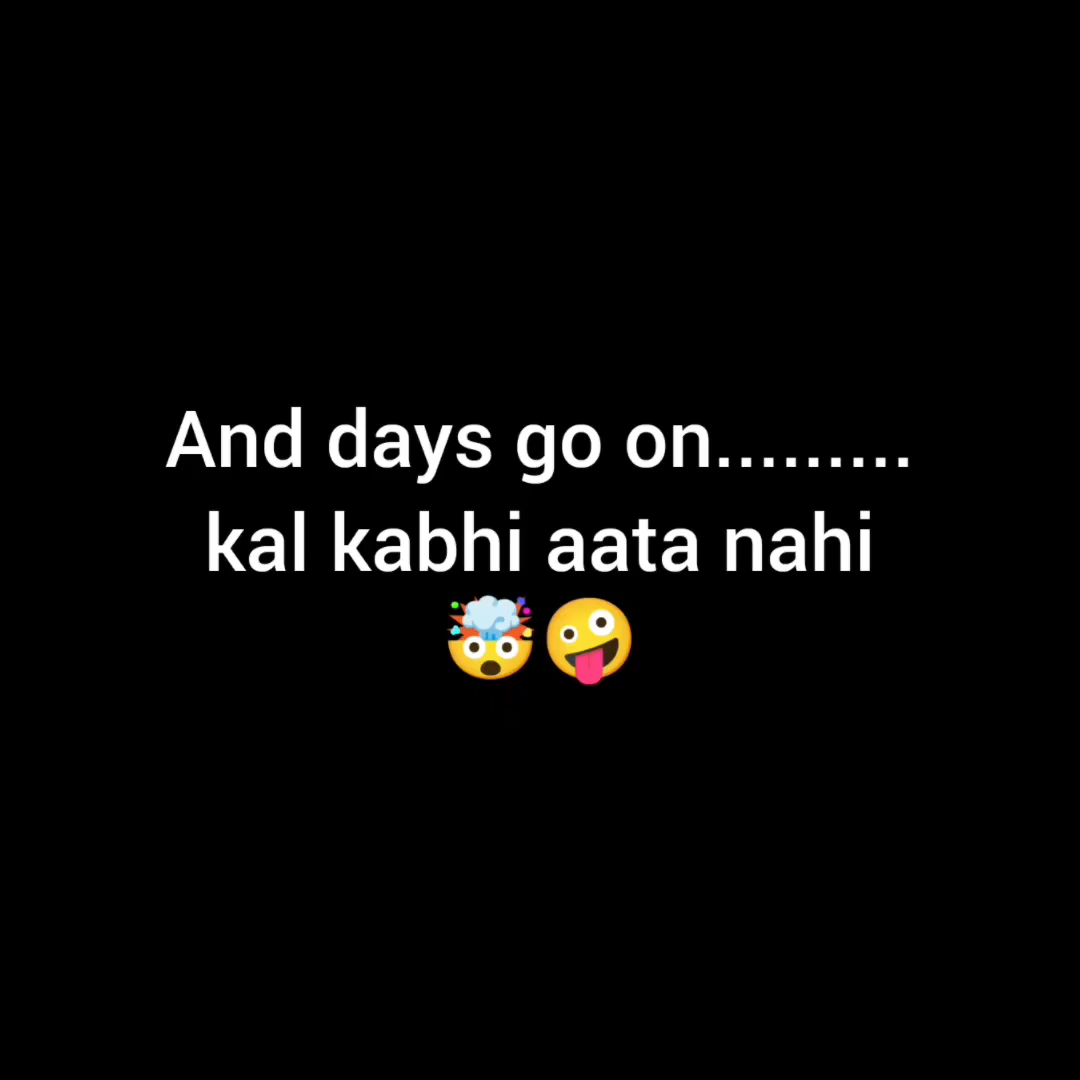 And days go on.........
kal kabhi aata nahi
🤯🤪